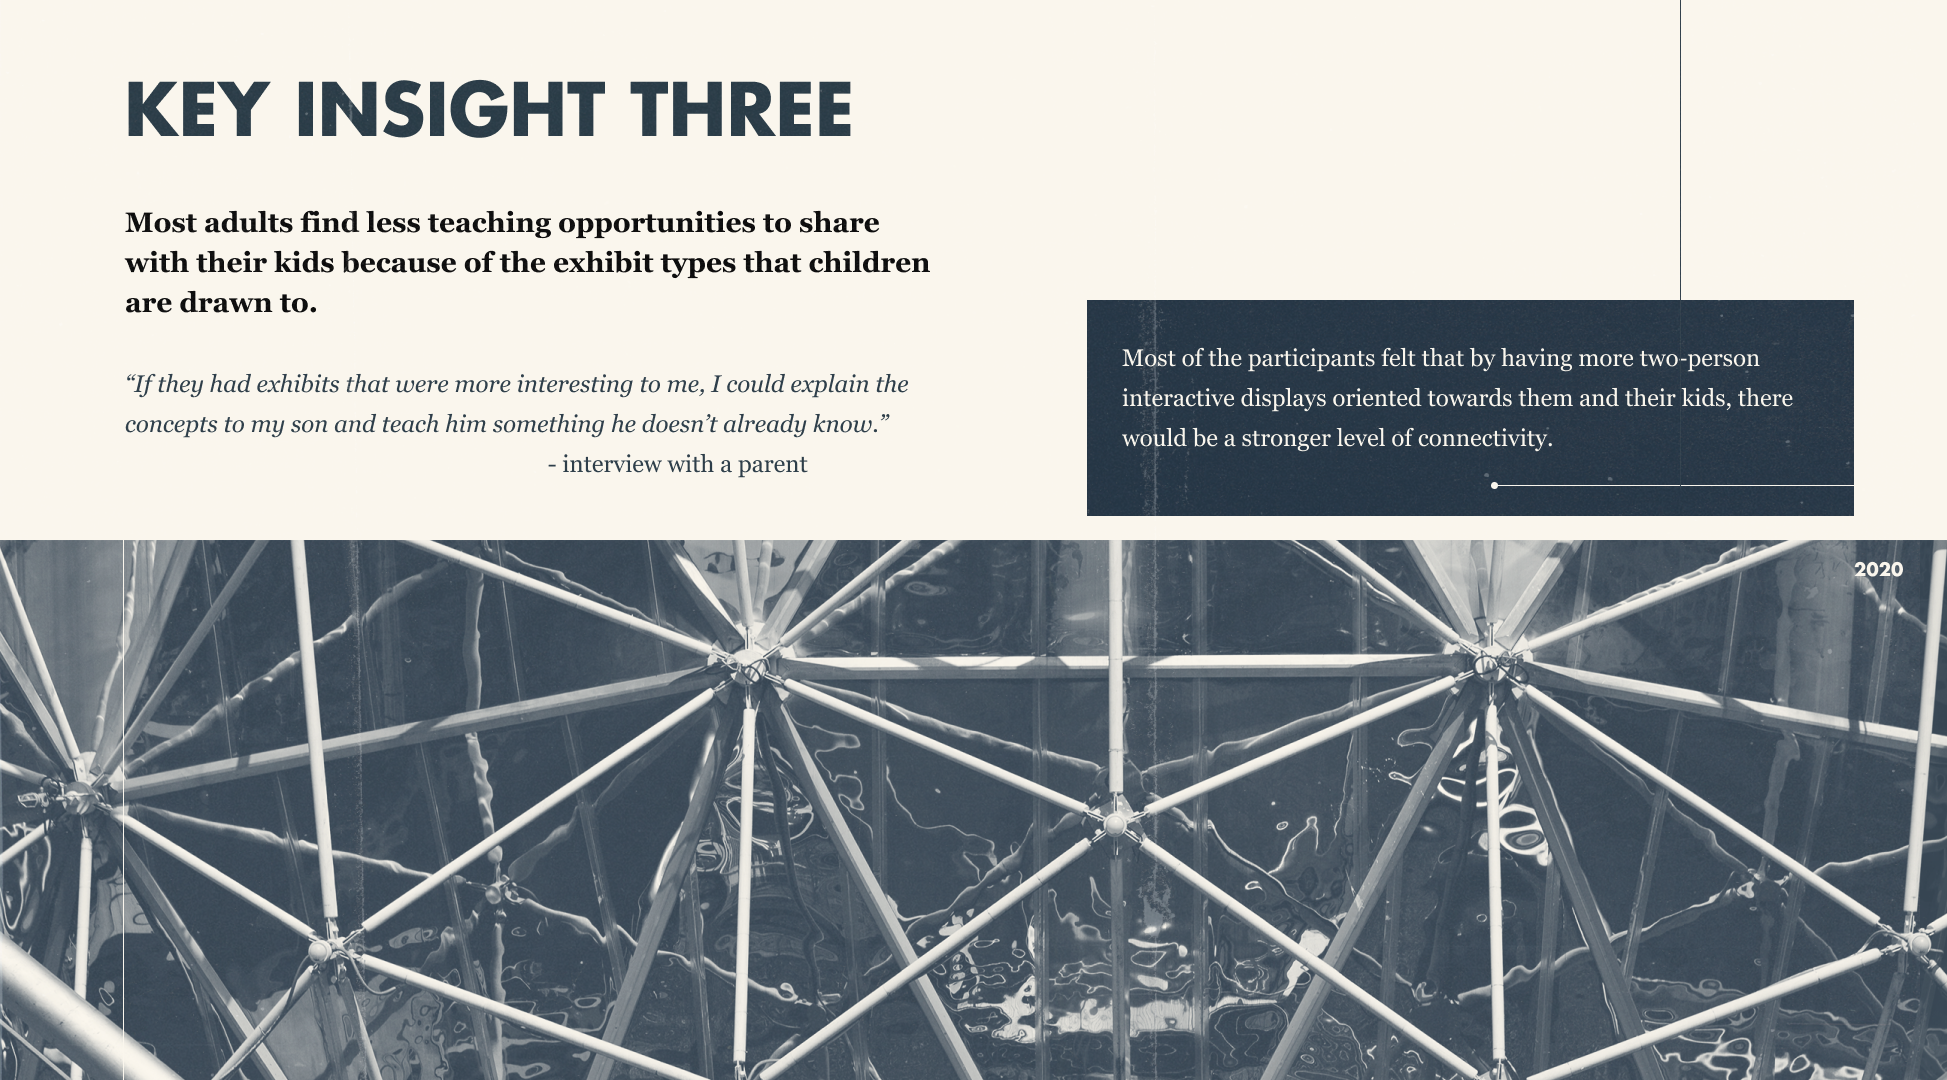 KEY INSIGHT THREE
Most adults find less teaching opportunities to share
with their kids because of the exhibit types that children
are drawn to.
“If they had exhibits that were more interesting to me, I could explain the
concepts to my son and teach him something he doesn’t already know.”
- interview with a parent
Most of the participants felt that by having more two-person
interactive displays oriented towards them and their kids, there
would be a stronger level of connectivity.
2020